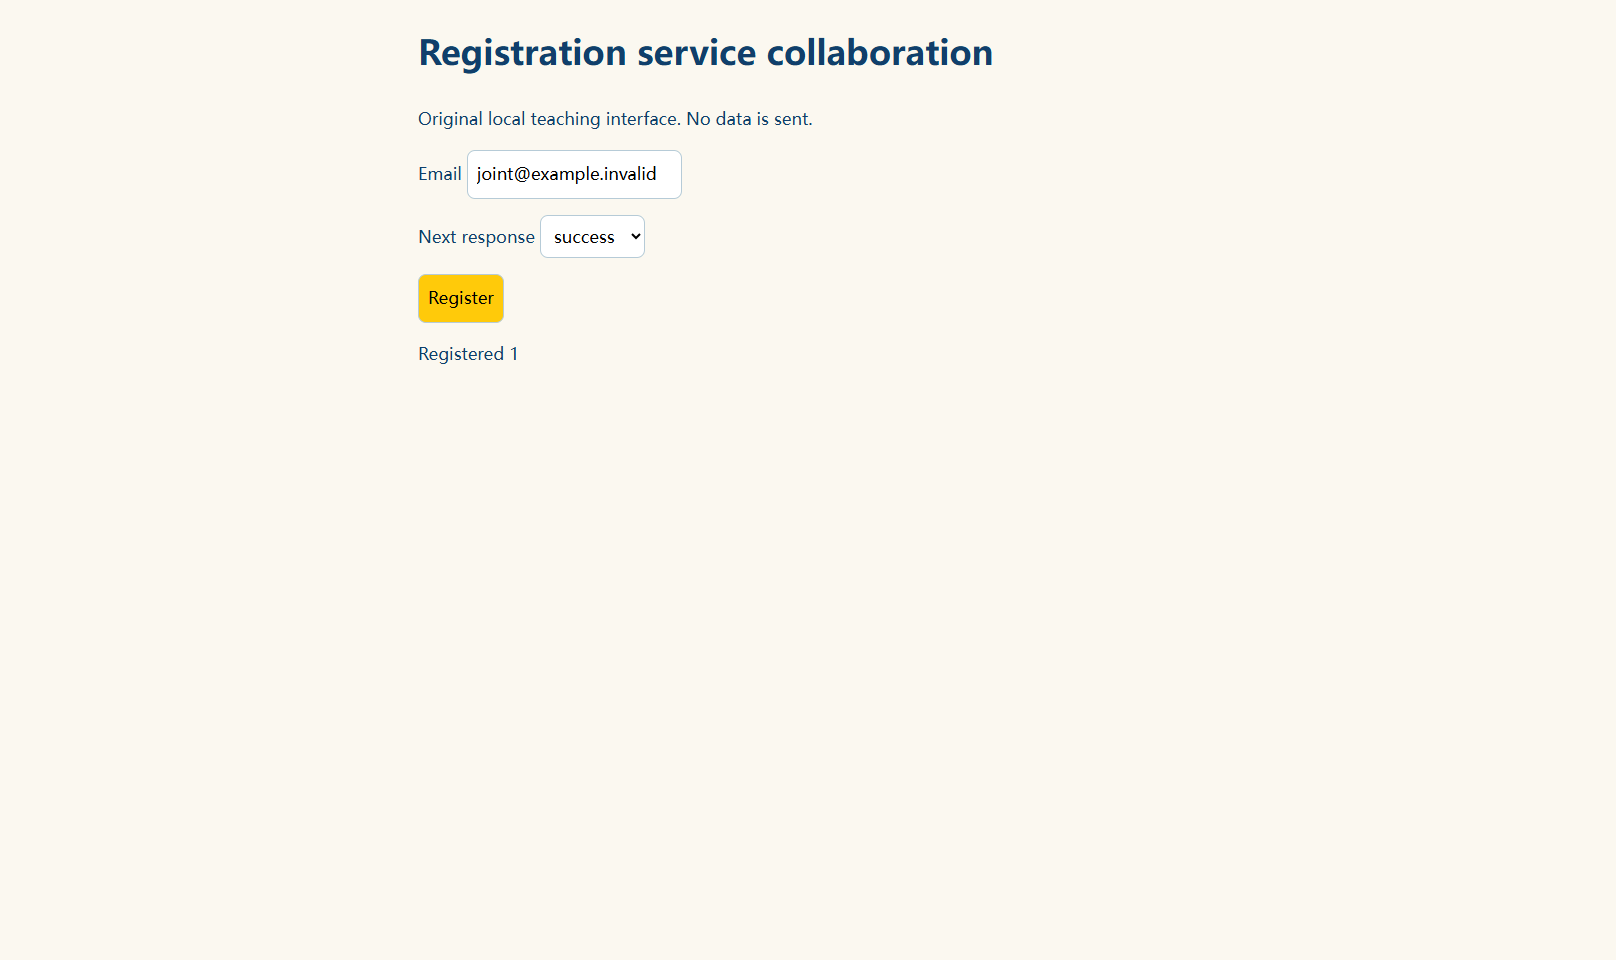 Registration service collaboration
Original local teaching interface. No data is sent.
Email joint@example.invalid
Next response success
Register
Registered 1